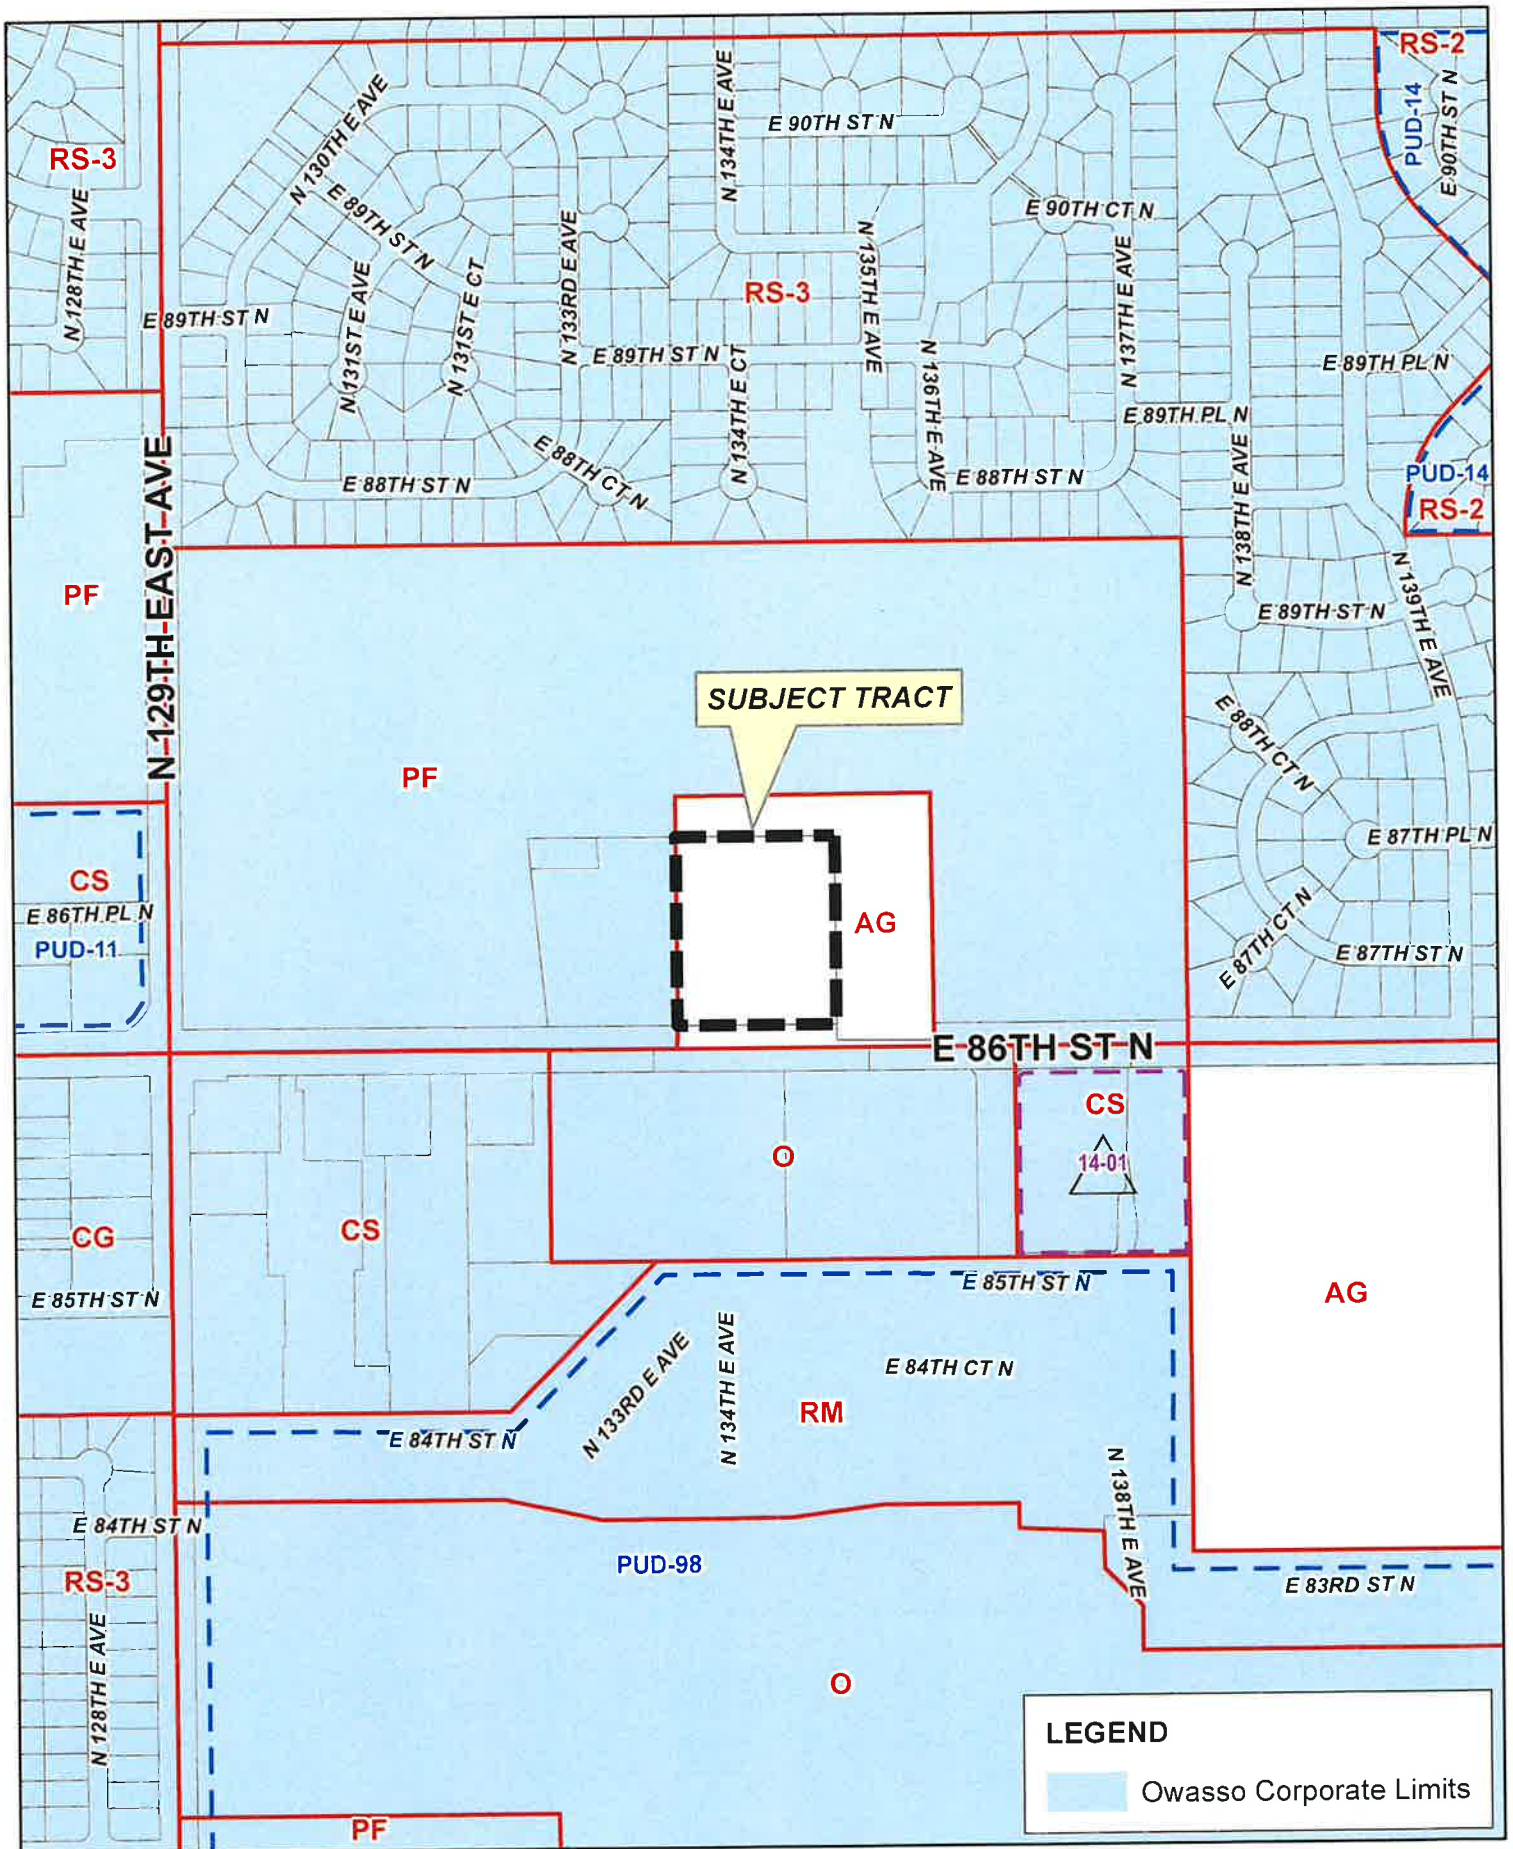 RS-2
PUD-14
E 90TH ST N
N 130TH E AVE
N 134TH E AVE
E 90TH ST N
RS-3
N 128TH E AVE
E 89TH ST N
E 90TH CT N
N 133RD E AVE
N 135TH E AVE
N 137TH E AVE
N 131ST E AVE
N 131ST E CT
RS-3
E 89TH ST N
E 89TH ST N
N 134TH E CT
N 136TH E AVE
E 89TH PL N
E 89TH PL N
N 129TH EAST AVE
E 88TH ST N
E 88TH CT N
E 88TH ST N
N 138TH E AVE
PUD-14
RS-2
PF
E 89TH ST N
N 139TH E AVE
SUBJECT TRACT
E 88TH CT N
PF
E 87TH PL N
CS
E 86TH PL N
PUD-11
AG
E 87TH CT N
E 87TH ST N
E 86TH ST N
CS
14-01
O
CG
CS
E 85TH ST N
E 85TH ST N
AG
N 133RD E AVE
N 134TH E AVE
E 84TH CT N
RM
E 84TH ST N
N 138TH E AVE
E 84TH ST N
PUD-98
RS-3
E 83RD ST N
N 128TH E AVE
O
LEGEND
Owasso Corporate Limits
PF